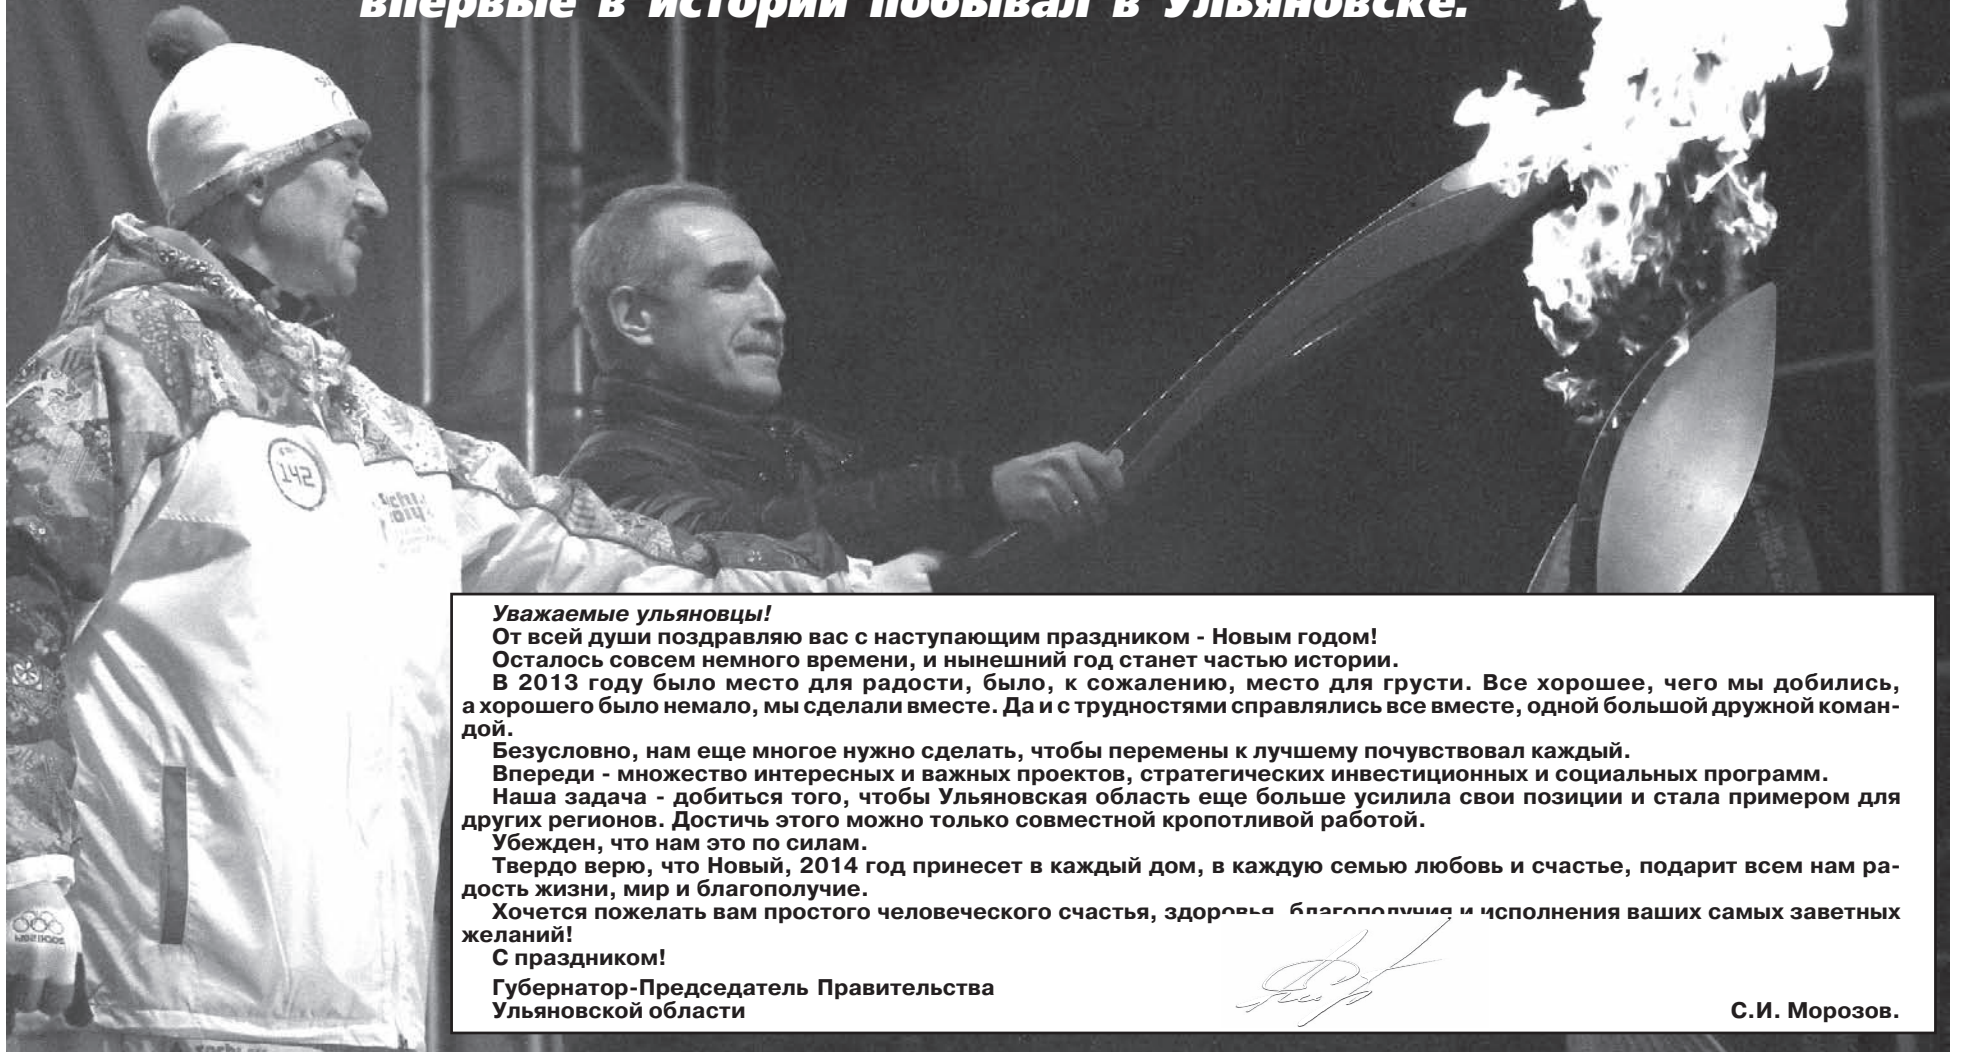 впервые в истории побывал в Ульяновске.
142
sochi
2014
Уважаемые ульяновцы!
От всей души поздравляю вас с наступающим праздником - Новым годом!
Осталось совсем немного времени, и нынешний год станет частью истории.
В 2013 году было место для радости, было, к сожалению, место для грусти. Все хорошее, чего мы добились,
а хорошего было немало, мы сделали вместе. Да и с трудностями справлялись все вместе, одной большой дружной коман-
дой.
Безусловно, нам еще многое нужно сделать, чтобы перемены к лучшему почувствовал каждый.
Впереди - множество интересных и важных проектов, стратегических инвестиционных и социальных программ.
Наша задача - добиться того, чтобы Ульяновская область еще больше усилила свои позиции и стала примером для
других регионов. Достичь этого можно только совместной кропотливой работой.
Убежден, что нам это по силам.
Твердо верю, что Новый, 2014 год принесет в каждый дом, в каждую семью любовь и счастье, подарит всем нам ра-
дость жизни, мир и благополучие.
Хочется пожелать вам простого человеческого счастья, здоровья, благополучия и исполнения ваших самых заветных
желаний!
С праздником!
Губернатор-Председатель Правительства
Ульяновской области
С.И. Морозов.